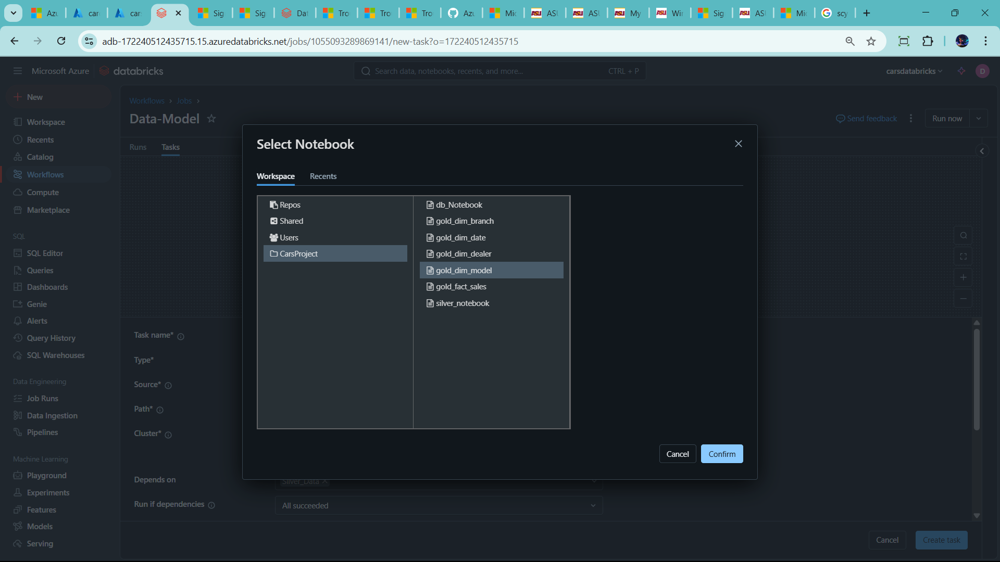 Azu
car
car
Sig
Sig
Dat
Tro
Tro
Tro
Azu
Mic
ASU
ASU
My
Wi
Sig
ASU
Mic
scy
adb-172240512435715.15.azuredatabricks.net/jobs/1055093289869141/new-task?o=172240512435715
Microsoft Azure
databricks
Search data, notebooks, recents, and more...
CTRL + P
carsdatabricks
D
New
Workspace
Recents
Catalog
Workflows
Compute
Marketplace
SQL
SQL Editor
Queries
Dashboards
Genie
Alerts
Query History
SQL Warehouses
Data Engineering
Job Runs
Data Ingestion
Pipelines
Machine Learning
Playground
Experiments
Features
Models
Serving
Workflows › Jobs ›
Data-Model
Send feedback
Run now
Runs
Tasks
Select Notebook
Workspace
Recents
Repos
Shared
Users
CarsProject
db_Notebook
gold_dim_branch
gold_dim_date
gold_dim_dealer
gold_dim_model
gold_fact_sales
silver_notebook
Cancel
Confirm
Task name*
Type*
Source*
Path*
Cluster*
Depends on
Silver_Data
Run if dependencies
All succeeded
Cancel
Create task